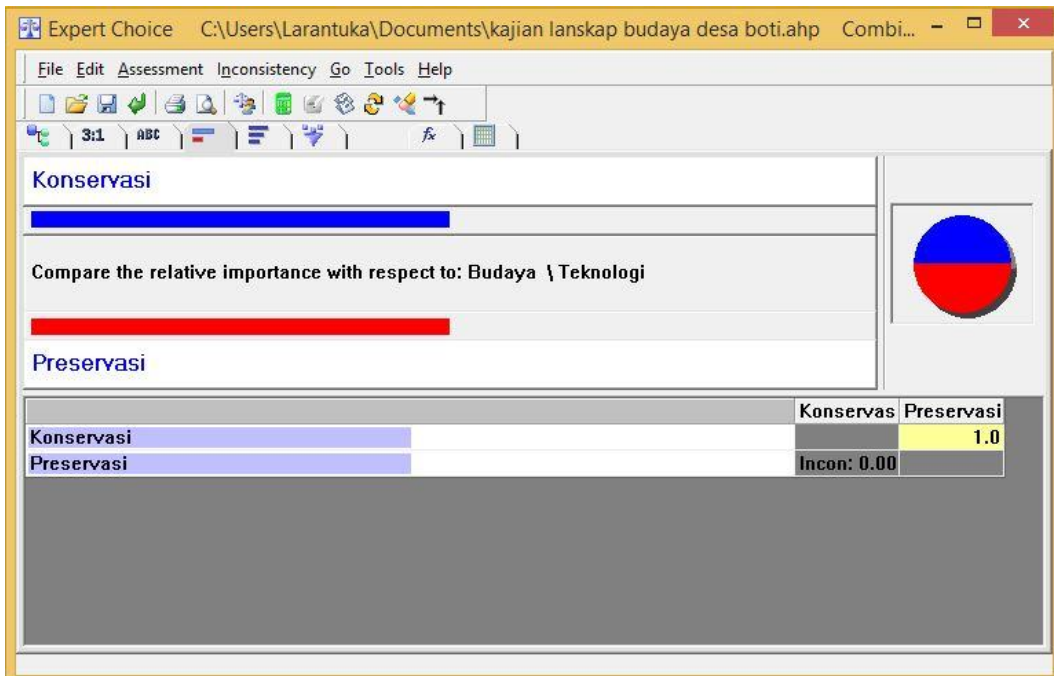 Expert Choice C:\Users\Larantuka\Documents\kajian lanskap budaya desa boti.ahp Combi...
File Edit Assessment Inconsistency Go Tools Help
3:1 ABC fx
Konservasi
Compare the relative importance with respect to: Budaya \ Teknologi
Preservasi
Konservas Preservasi
Konservasi 1.0
Preservasi Incon: 0.00